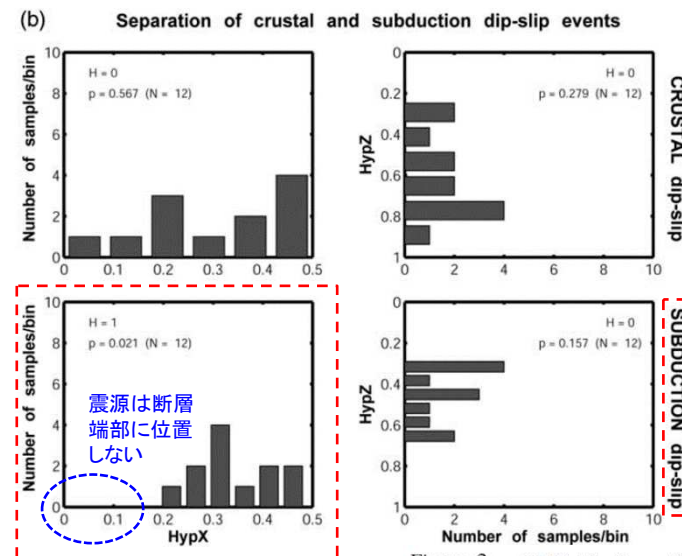 (b) Separation of crustal and subduction dip-slip events
Number of samples/bin
10
8
6
4
2
0
H = 0
p = 0.567 (N = 12)
0 0.1 0.2 0.3 0.4 0.5
HypZ
0
0.2
0.4
0.6
0.8
1
H = 0
p = 0.279 (N = 12)
0 2 4 6 8 10
CRUSTAL dip-slip
Number of samples/bin
10
8
6
4
2
0
H = 1
p = 0.021 (N = 12)
震源は断層
端部に位置
しない
0 0.1 0.2 0.3 0.4 0.5
HypX
HypZ
0
0.2
0.4
0.6
0.8
1
H = 0
p = 0.157 (N = 12)
0 2 4 6 8 10
Number of samples/bin
SUBDUCTION dip-slip